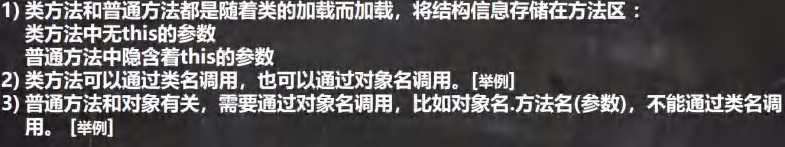 1) 类方法和普通方法都是随着类的加载而加载，将结构信息存储在方法区：
类方法中无this的参数
普通方法中隐含着this的参数
2) 类方法可以通过类名调用，也可以通过对象名调用。[举例]
3) 普通方法和对象有关，需要通过对象名调用，比如对象名.方法名(参数)，不能通过类名调
用。 [举例]